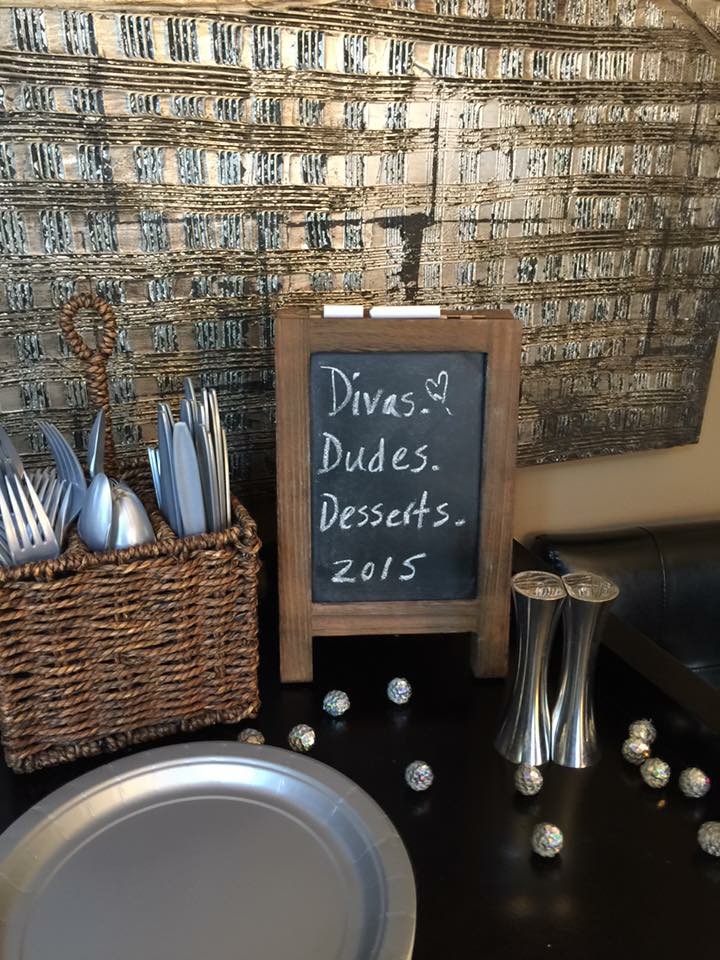 Divas.♡
Dudes.
Desserts.
2015